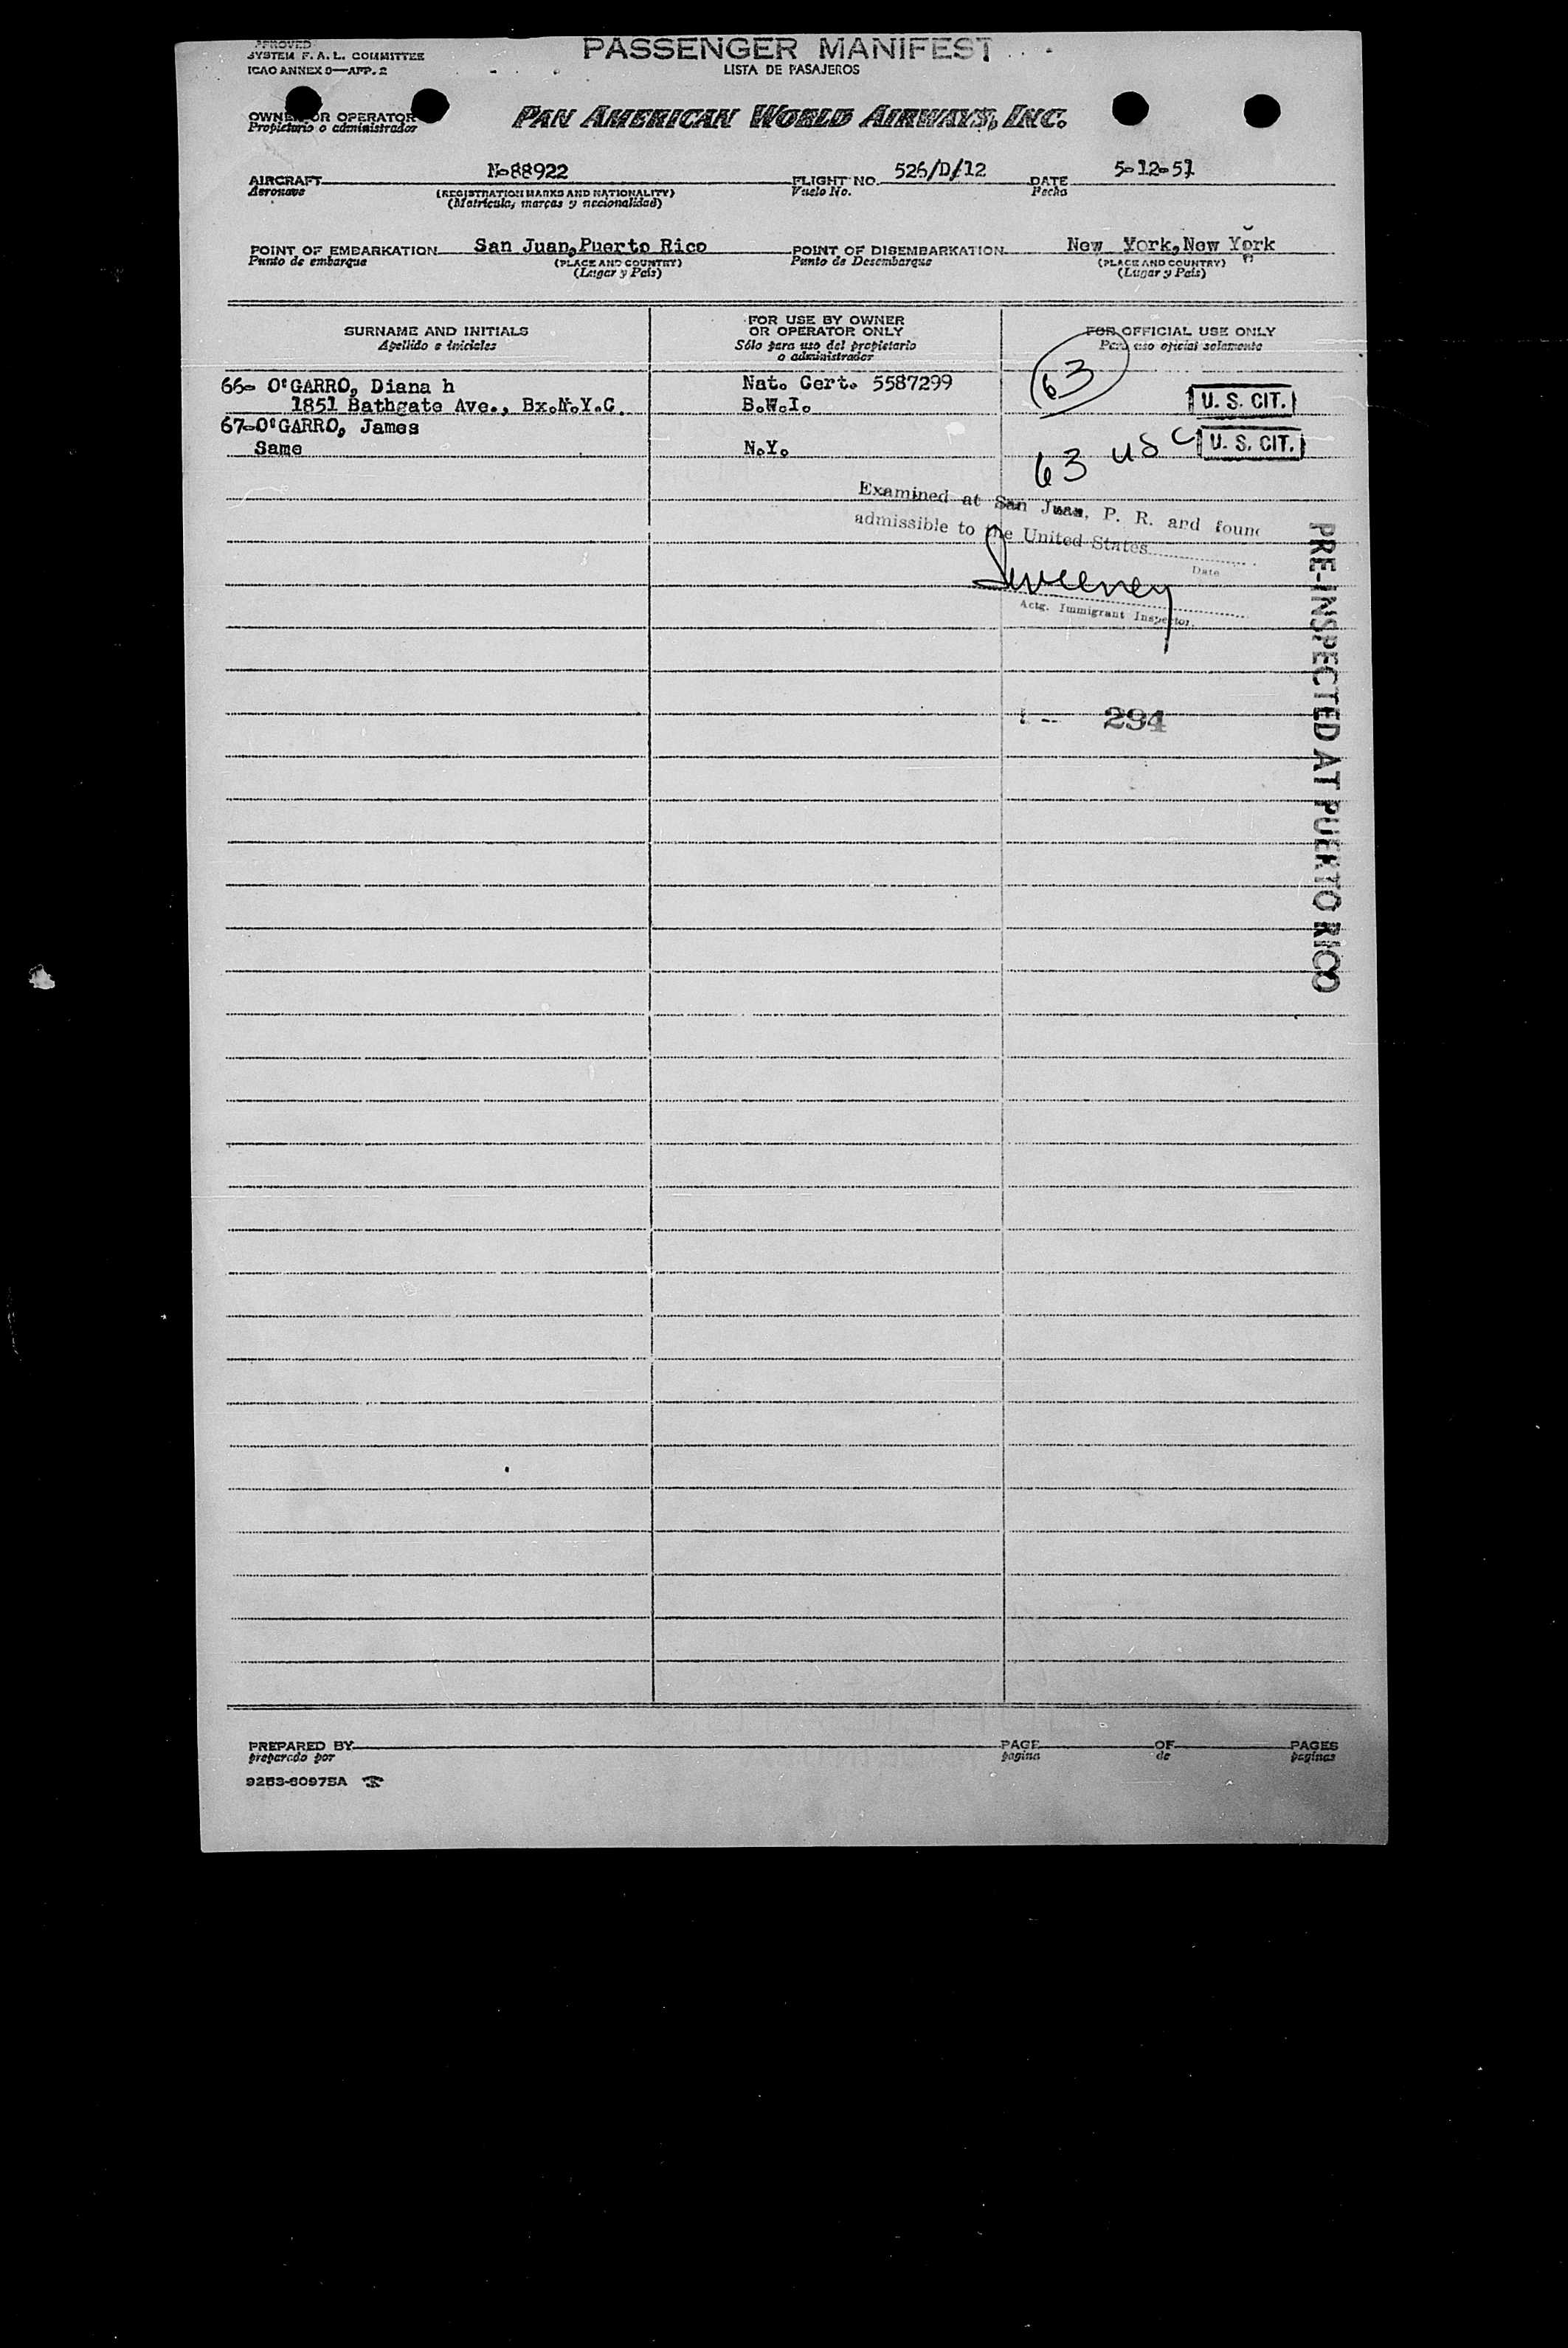 PROVED
SYSTEM F. A. L. COMMITTEE
ICAO ANNEX 9—APP. 2
PASSENGER MANIFEST
LISTA DE PASAJEROS
OWNER OR OPERATOR
Propietario o administrador
PAN AMERICAN WORLD AIRWAYS, INC.
AIRCRAFT N-88922 FLIGHT NO. 526/D/12 DATE 5-12-51
Aeronave (REGISTRATION MARKS AND NATIONALITY) Vuelo No. Fecha
(Matrícula, marcas y nacionalidad)
POINT OF EMBARKATION San Juan,Puerto Rico POINT OF DISEMBARKATION New York,New York
Punto de embarque (PLACE AND COUNTRY) Punto de Desembarque (PLACE AND COUNTRY)
(Lugar y País) (Lugar y País)
SURNAME AND INITIALS
Apellido e iniciales
FOR USE BY OWNER
OR OPERATOR ONLY
Sólo para uso del propietario
o administrador
FOR OFFICIAL USE ONLY
Para uso oficial solamente
66- O'GARRO, Diana h Nat. Cert. 5587299 63
1851 Bathgate Ave., Bx.N.Y.C. B.W.I. U. S. CIT.
67-O'GARRO, James
Same N.Y. 63 USC U. S. CIT.
Examined at San Juan, P. R. and found
admissible to the United States
Date
Sweeney
Actg. Immigrant Inspector.
294
PRE-INSPECTED AT PUERTO RICO
PREPARED BY PAGE OF PAGES
preparado por pagina de paginas
9253-60975A